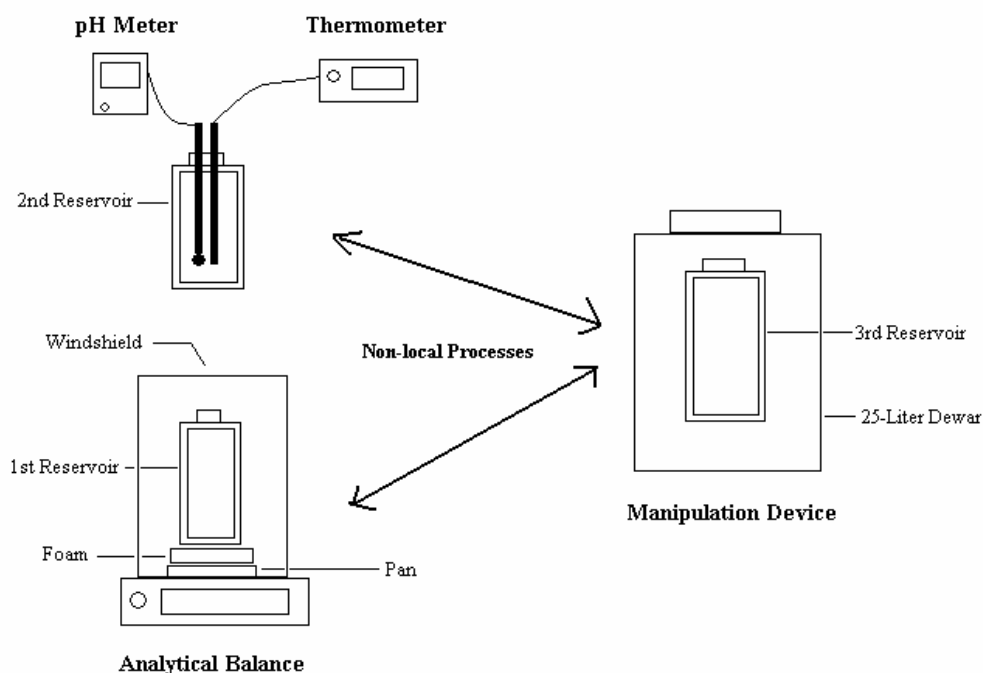 pH Meter
Thermometer
2nd Reservoir
Windshield
Non-local Processes
3rd Reservoir
25-Liter Dewar
1st Reservoir
Manipulation Device
Foam
Pan
Analytical Balance